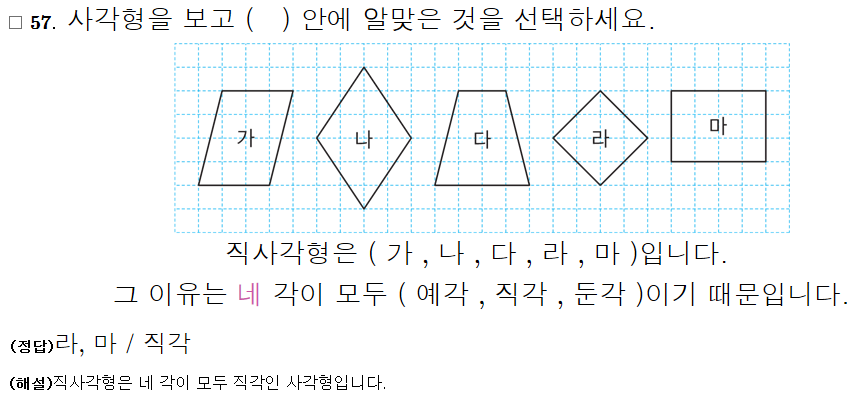 □ 57. 사각형을 보고 (   ) 안에 알맞은 것을 선택하세요.
가 나 다 라 마
직사각형은 ( 가 , 나 , 다 , 라 , 마 )입니다.
그 이유는 네 각이 모두 ( 예각 , 직각 , 둔각 )이기 때문입니다.
(정답)라, 마 / 직각
(해설)직사각형은 네 각이 모두 직각인 사각형입니다.